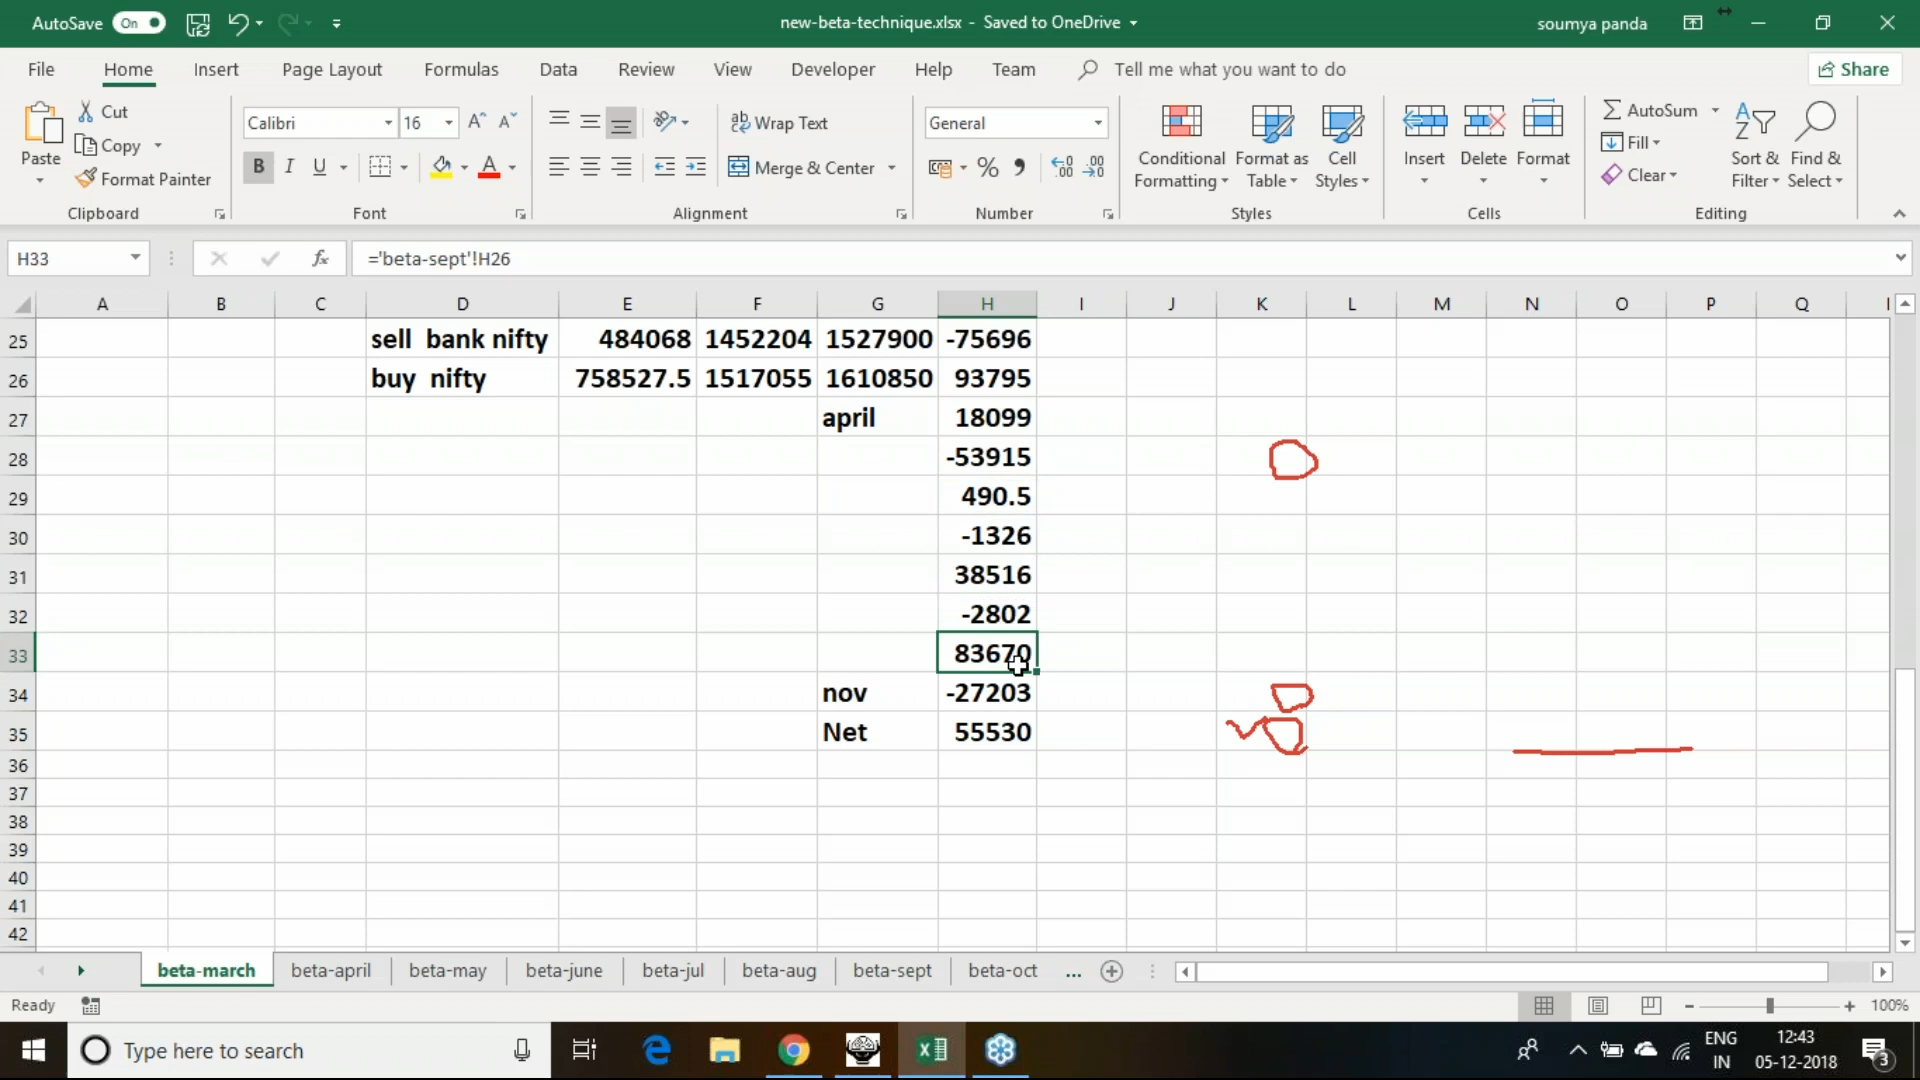 AutoSave On new-beta-technique.xlsx - Saved to OneDrive soumya panda
File Home Insert Page Layout Formulas Data Review View Developer Help Team Tell me what you want to do Share
Paste Cut Copy Format Painter
Clipboard
Calibri 16
B I U A
Font
Wrap Text
Merge & Center
Alignment
General
% ,
Number
Conditional Formatting Format as Table Cell Styles
Styles
Insert Delete Format
Cells
AutoSum
Fill
Clear
Sort & Filter Find & Select
Editing
H33 fx ='beta-sept'!H26
A B C D E F G H I J K L M N O P Q
25 sell bank nifty 484068 1452204 1527900 -75696
26 buy nifty 758527.5 1517055 1610850 93795
27 april 18099
28 -53915
29 490.5
30 -1326
31 38516
32 -2802
33 83670
34 nov -27203
35 Net 55530
36
37
38
39
40
41
42
beta-march beta-april beta-may beta-june beta-jul beta-aug beta-sept beta-oct ...
Ready 100%
Type here to search ENG IN 12:43 05-12-2018 3